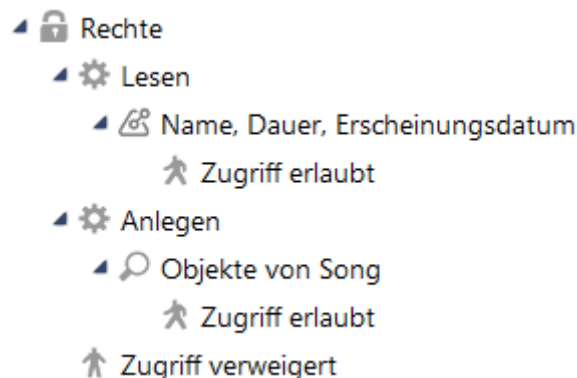 Rechte
Lesen
Name, Dauer, Erscheinungsdatum
Zugriff erlaubt
Anlegen
Objekte von Song
Zugriff erlaubt
Zugriff verweigert